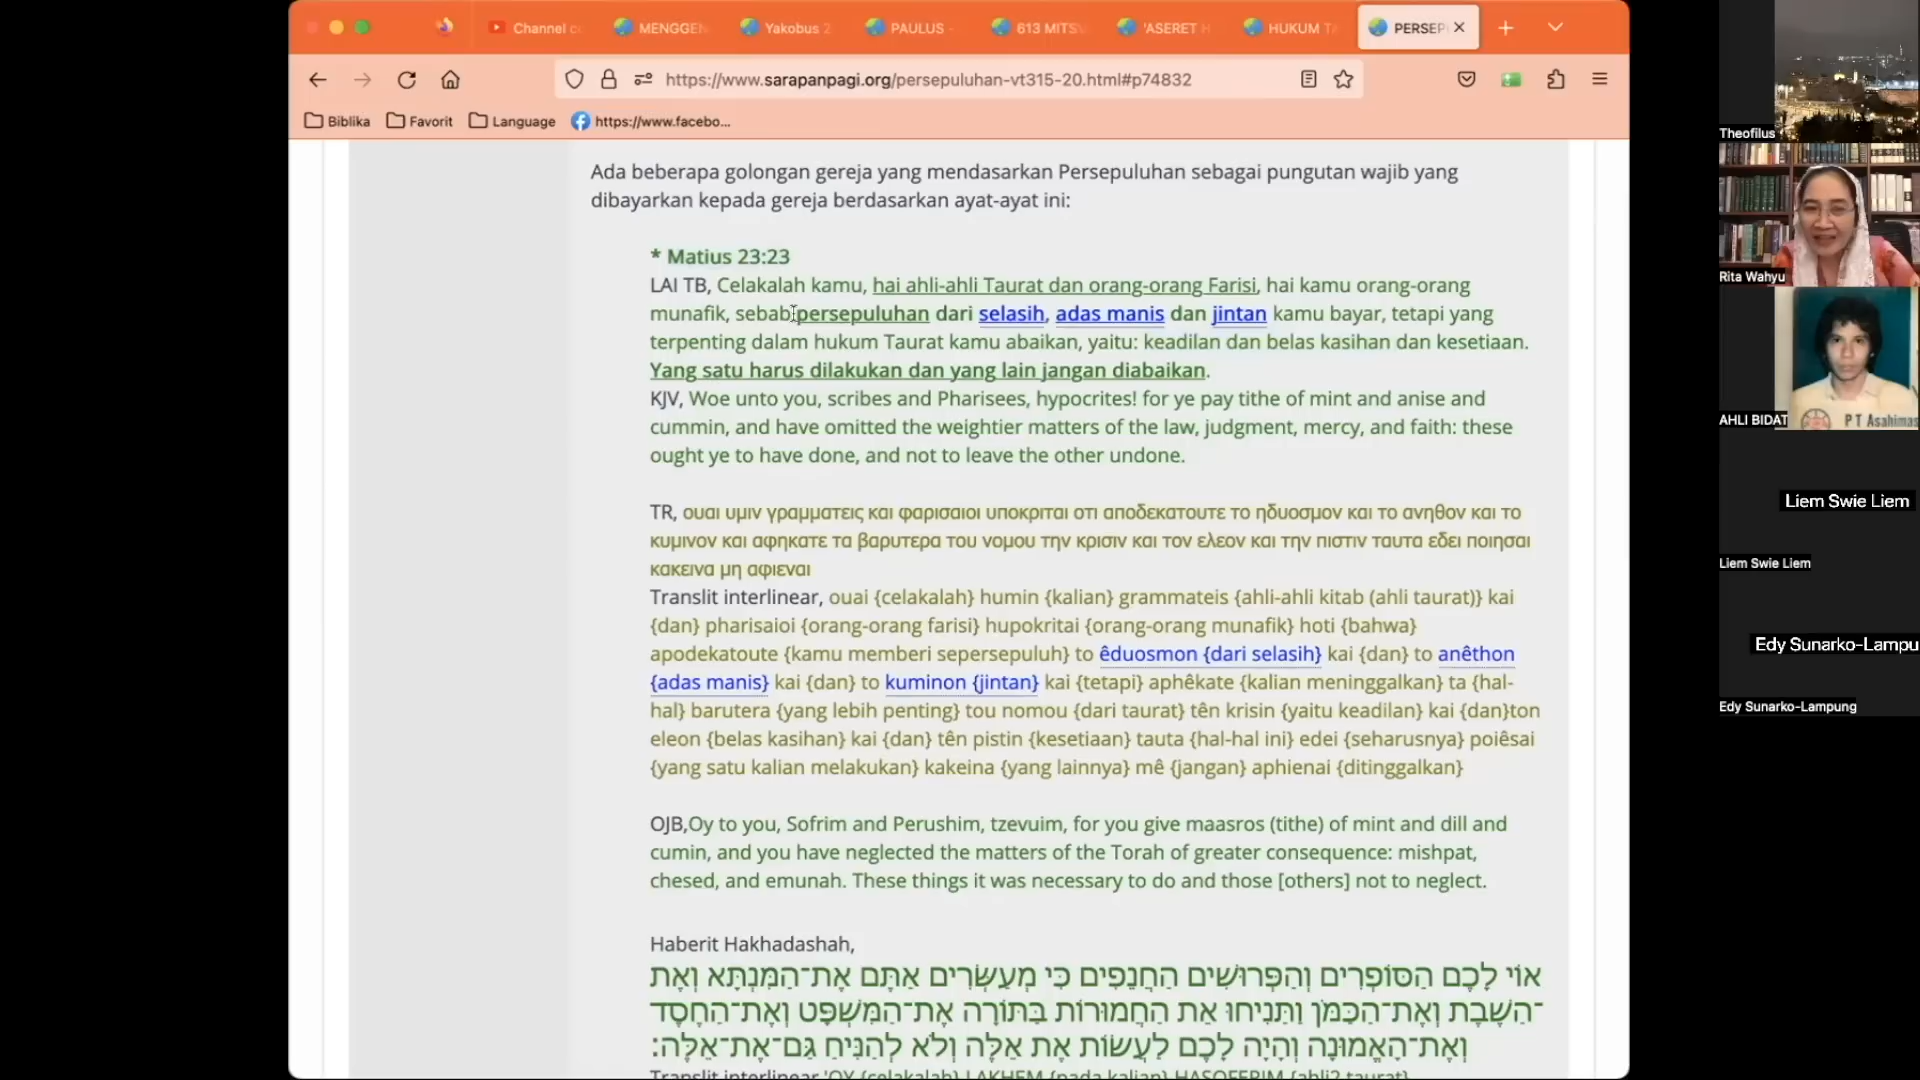 Channel c
MENGGEN
Yakobus 2
PAULUS -
613 MITS
'ASERET H
HUKUM TA
PERSEP
https://www.sarapanpagi.org/persepuluhan-vt315-20.html#p74832
Biblika
Favorit
Language
https://www.facebo...
Ada beberapa golongan gereja yang mendasarkan Persepuluhan sebagai pungutan wajib yang
dibayarkan kepada gereja berdasarkan ayat-ayat ini:
* Matius 23:23
LAI TB, Celakalah kamu, hai ahli-ahli Taurat dan orang-orang Farisi, hai kamu orang-orang
munafik, sebab persepuluhan dari selasih, adas manis dan jintan kamu bayar, tetapi yang
terpenting dalam hukum Taurat kamu abaikan, yaitu: keadilan dan belas kasihan dan kesetiaan.
Yang satu harus dilakukan dan yang lain jangan diabaikan.
KJV, Woe unto you, scribes and Pharisees, hypocrites! for ye pay tithe of mint and anise and
cummin, and have omitted the weightier matters of the law, judgment, mercy, and faith: these
ought ye to have done, and not to leave the other undone.
TR, ουαι υμιν γραμματεις και φαρισαιοι υποκριται οτι αποδεκατουτε το ηδυοσμον και το ανηθον και το
κυμινον και αφηκατε τα βαρυτερα του νομου την κρισιν και τον ελεον και την πιστιν ταυτα εδει ποιησαι
κακεινα μη αφιεναι
Translit interlinear, ouai {celakalah} humin {kalian} grammateis {ahli-ahli kitab (ahli taurat)} kai
{dan} pharisaioi {orang-orang farisi} hupokritai {orang-orang munafik} hoti {bahwa}
apodekatoute {kamu memberi sepersepuluh} to êduosmon {dari selasih} kai {dan} to anêthon
{adas manis} kai {dan} to kuminon {jintan} kai {tetapi} aphêkate {kalian meninggalkan} ta {hal-
hal} barutera {yang lebih penting} tou nomou {dari taurat} tên krisin {yaitu keadilan} kai {dan}ton
eleon {belas kasihan} kai {dan} tên pistin {kesetiaan} tauta {hal-hal ini} edei {seharusnya} poiêsai
{yang satu kalian melakukan} kakeina {yang lainnya} mê {jangan} aphienai {ditinggalkan}
OJB,Oy to you, Sofrim and Perushim, tzevuim, for you give maasros (tithe) of mint and dill and
cumin, and you have neglected the matters of the Torah of greater consequence: mishpat,
chesed, and emunah. These things it was necessary to do and those [others] not to neglect.
Haberit Hakhadashah,
אוֹי לָכֶם הַסּוֹפְרִים וְהַפְּרוּשִׁים הַחֲנֵפִים כִּי מְעַשְּׂרִים אַתֶּם אֶת־הַמִּנְתָּא וְאֶת
־הַשֶּׁבֶת וְאֶת־הַכַּמֹּן וַתַּנִּיחוּ אֶת הַחֲמוּרוֹת בַּתּוֹרָה אֶת־הַמִּשְׁפָּט וְאֶת־הַחֶסֶד
וְאֶת־הָאֱמוּנָה וְהָיָה לָכֶם לַעֲשׂוֹת אֶת אֵלֶּה וְלֹא לְהַנִּיחַ גַּם־אֶת־אֵלֶּה׃
Translit interlinear, 'OY {celakalah} LAKHEM {pada kalian} HASOFERIM {ahli2 taurat}
Theofilus
Rita Wahyu
AHLI BIDAT
P T Asahimas
Liem Swie Liem
Liem Swie Liem
Edy Sunarko-Lampu
Edy Sunarko-Lampung